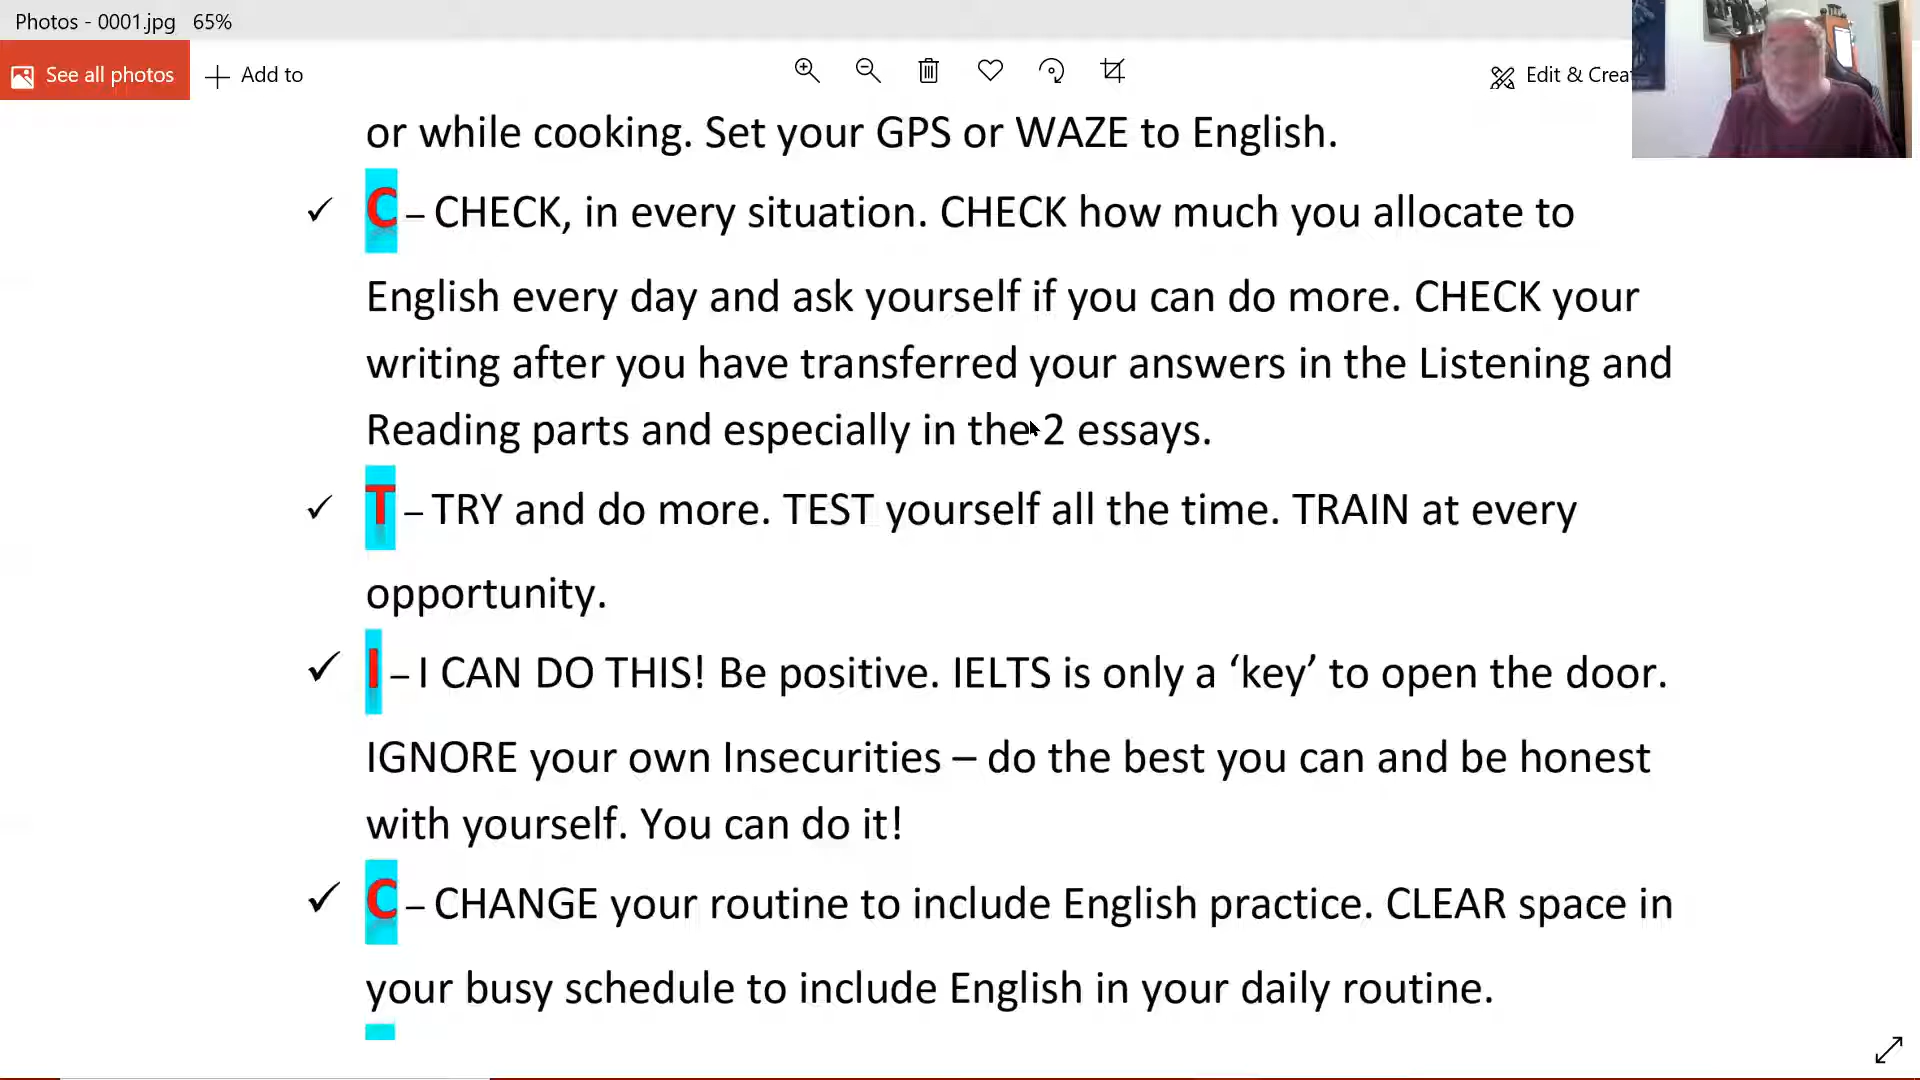 Photos - 0001.jpg 65%
See all photos
Add to
Edit & Crea
or while cooking. Set your GPS or WAZE to English.
✓ C – CHECK, in every situation. CHECK how much you allocate to
English every day and ask yourself if you can do more. CHECK your
writing after you have transferred your answers in the Listening and
Reading parts and especially in the 2 essays.
✓ T – TRY and do more. TEST yourself all the time. TRAIN at every
opportunity.
✓ I – I CAN DO THIS! Be positive. IELTS is only a ‘key’ to open the door.
IGNORE your own Insecurities – do the best you can and be honest
with yourself. You can do it!
✓ C – CHANGE your routine to include English practice. CLEAR space in
your busy schedule to include English in your daily routine.